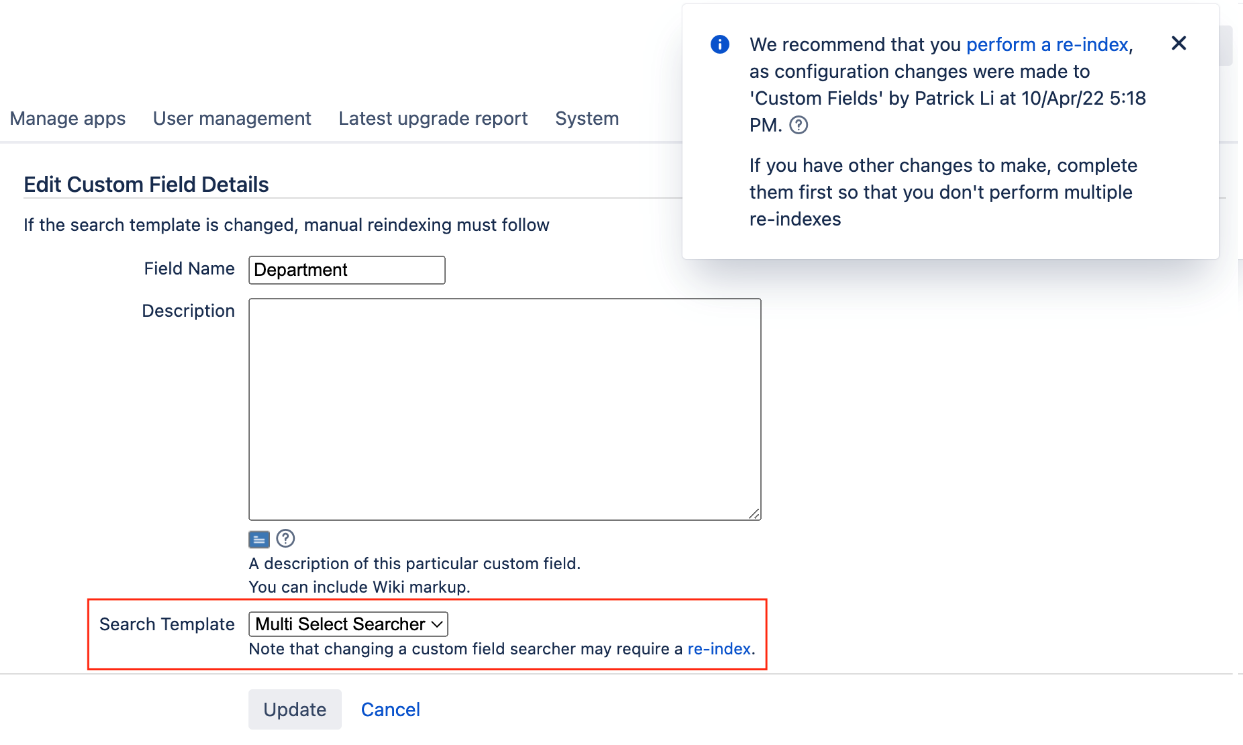 We recommend that you perform a re-index,
as configuration changes were made to
'Custom Fields' by Patrick Li at 10/Apr/22 5:18
PM.
If you have other changes to make, complete
them first so that you don't perform multiple
re-indexes
Manage apps User management Latest upgrade report System
Edit Custom Field Details
If the search template is changed, manual reindexing must follow
Field Name Department
Description
A description of this particular custom field.
You can include Wiki markup.
Search Template Multi Select Searcher
Note that changing a custom field searcher may require a re-index.
Update Cancel